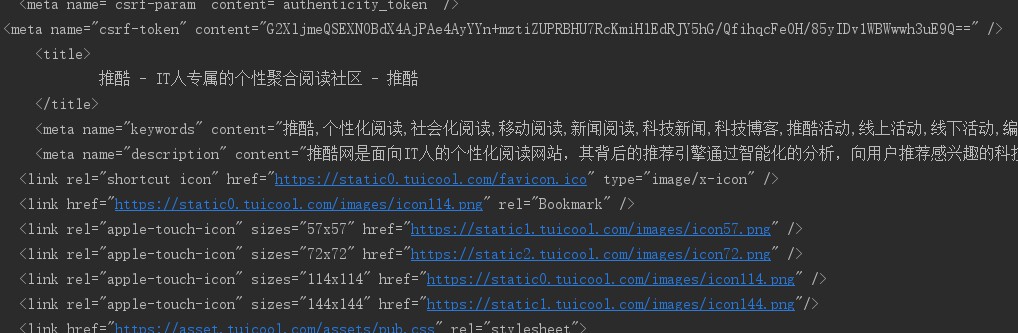 <meta name="csrf-param" content="authenticity_token" />
<meta name="csrf-token" content="G2XljmeQSEXN0BdX4AjPAe4AyYYn+mztiZUPRBHU7RcKmiHlEdRJY5hG/QfihqcFeOH/85yIDv1WBWwwh3uE9Q==" />
<title>
推酷 - IT人专属的个性聚合阅读社区 - 推酷
</title>
<meta name="keywords" content="推酷,个性化阅读,社会化阅读,移动阅读,新闻阅读,科技新闻,科技博客,推酷活动,线上活动,线下活动,编
<meta name="description" content="推酷网是面向IT人的个性化阅读网站，其背后的推荐引擎通过智能化的分析，向用户推荐感兴趣的科技
<link rel="shortcut icon" href="https://static0.tuicool.com/favicon.ico" type="image/x-icon" />
<link href="https://static0.tuicool.com/images/icon114.png" rel="Bookmark" />
<link rel="apple-touch-icon" sizes="57x57" href="https://static1.tuicool.com/images/icon57.png" />
<link rel="apple-touch-icon" sizes="72x72" href="https://static2.tuicool.com/images/icon72.png" />
<link rel="apple-touch-icon" sizes="114x114" href="https://static0.tuicool.com/images/icon114.png" />
<link rel="apple-touch-icon" sizes="144x144" href="https://static1.tuicool.com/images/icon144.png"/>
<link href="https://asset.tuicool.com/assets/pub.css" rel="stylesheet">